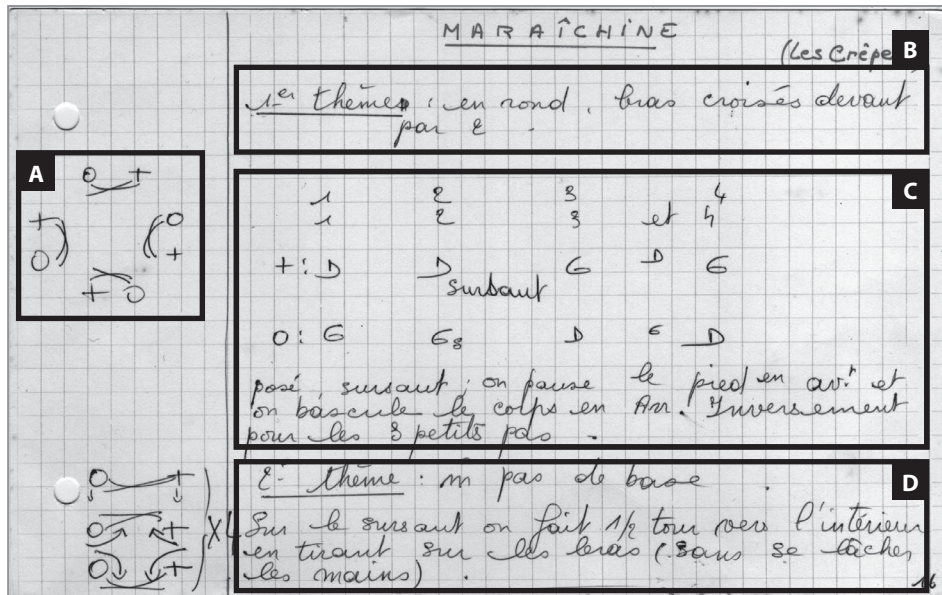 MARAÎCHINE
(Les Crêpe
B
1er thème : en rond, bras croisés devant
par 2.
A
C
1 2 3 4
1 2 3 et 4
+ : D D G D G
sursaut
O : G Gs D G D
posé sursaut, on pause le pied en avt et
on bascule le corps en Arr. Inversement
pour les 3 petits pas.
D
2e thème : m̄ pas de base.
X4
Sur le sursaut on fait 1/2 tour vers l'intérieur
en tirant sur les bras (sans se lâcher
les mains).
16